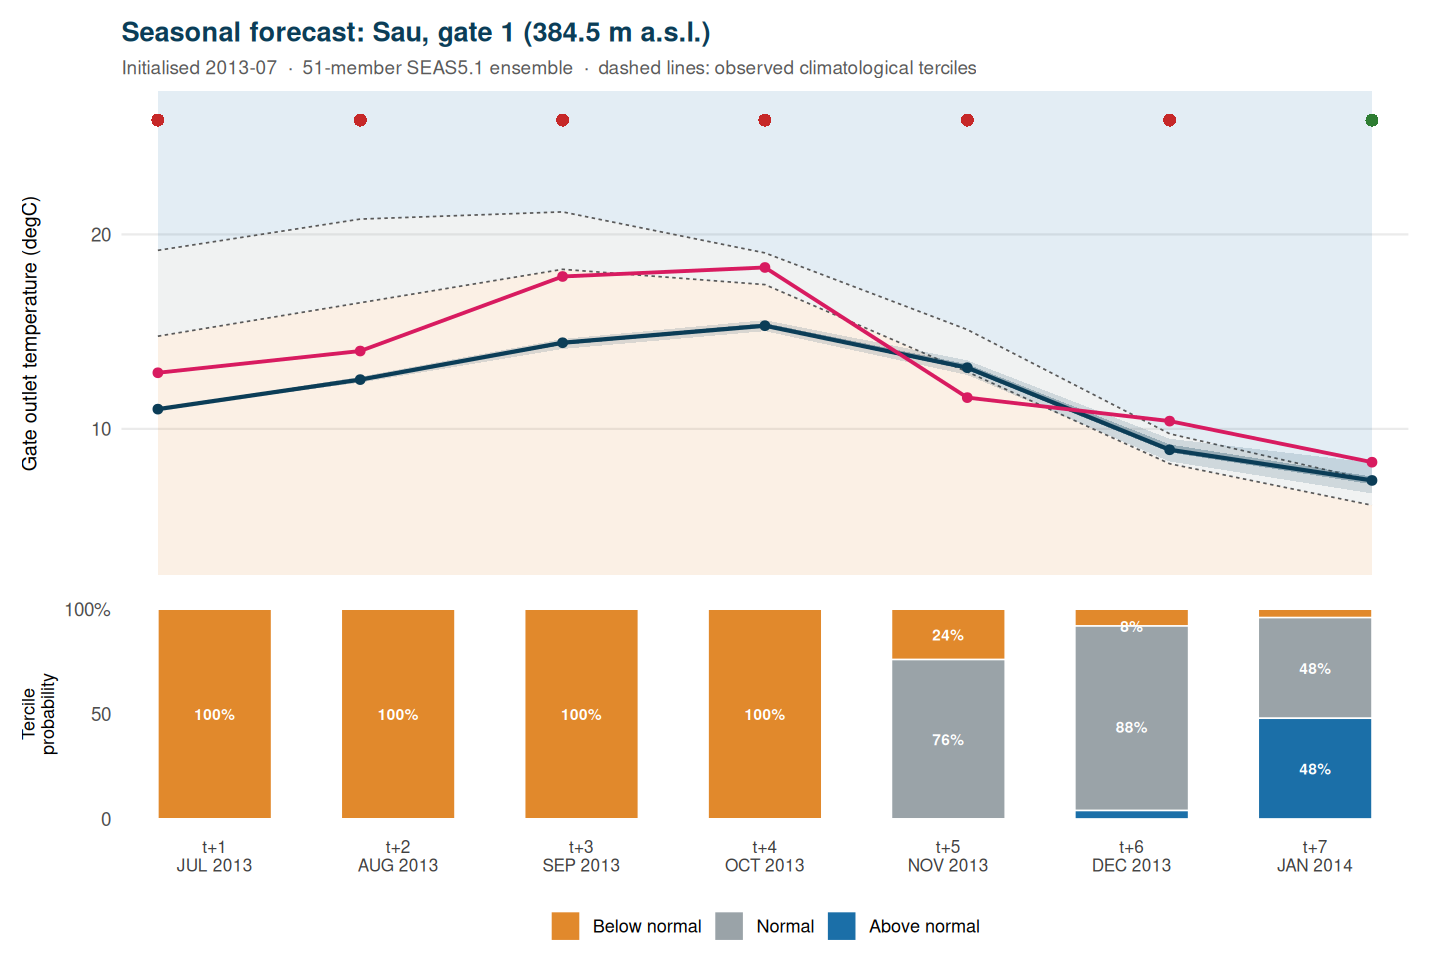 Seasonal forecast: Sau, gate 1 (384.5 m a.s.l.)
Initialised 2013-07 · 51-member SEAS5.1 ensemble · dashed lines: observed climatological terciles
Gate outlet temperature (degC)
20
10
Tercile
probability
100%
50
0
100%
100%
100%
100%
24%
76%
8%
88%
48%
48%
t+1
JUL 2013
t+2
AUG 2013
t+3
SEP 2013
t+4
OCT 2013
t+5
NOV 2013
t+6
DEC 2013
t+7
JAN 2014
Below normal
Normal
Above normal